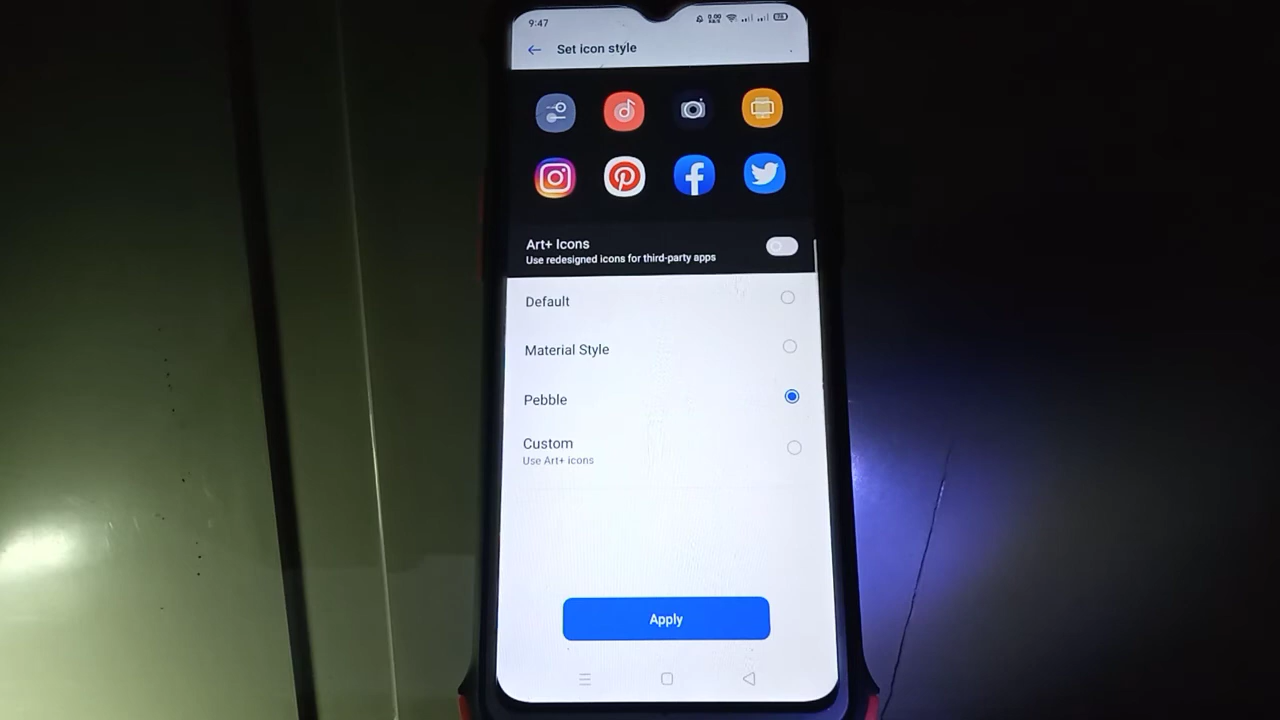 9:47
Set icon style
Art+ Icons
Use redesigned icons for third-party apps
Default
Material Style
Pebble
Custom
Use Art+ icons
Apply